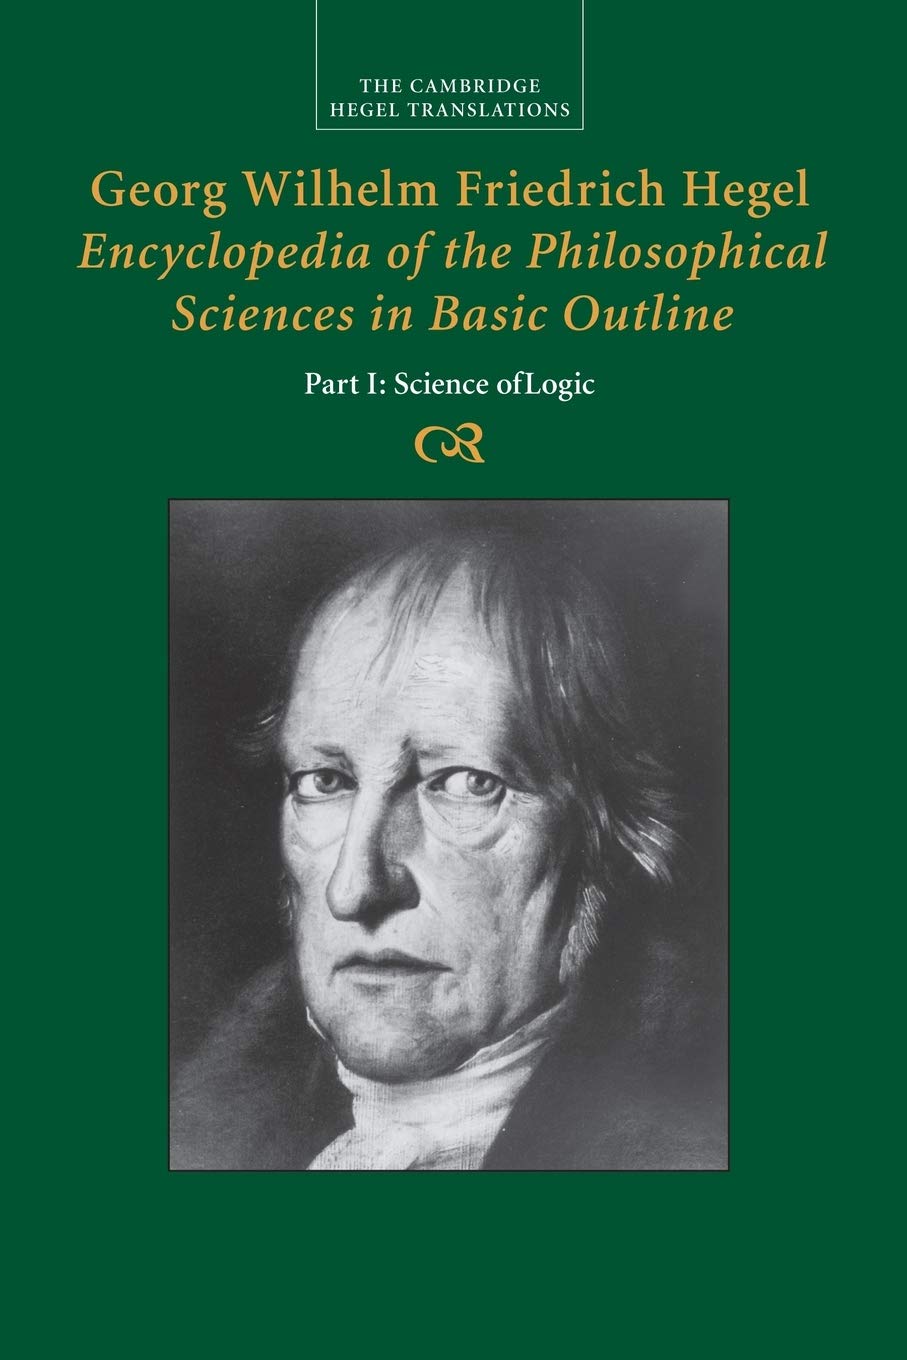 THE CAMBRIDGE
HEGEL TRANSLATIONS
Georg Wilhelm Friedrich Hegel
Encyclopedia of the Philosophical
Sciences in Basic Outline
Part I: Science ofLogic